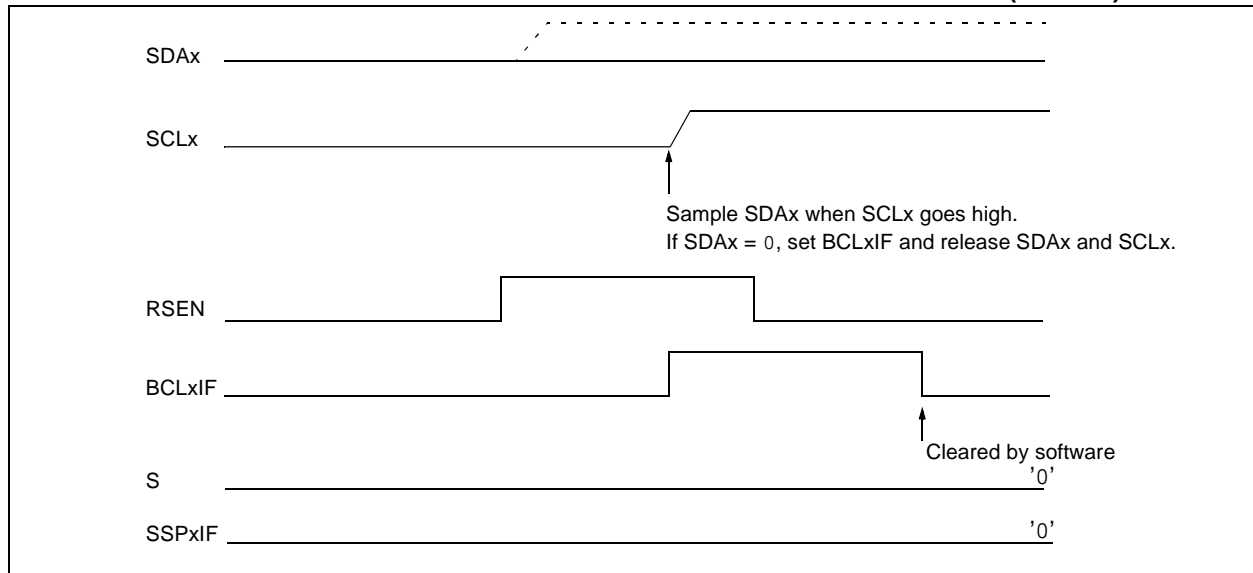 SDAx
SCLx
Sample SDAx when SCLx goes high.
If SDAx = 0, set BCLxIF and release SDAx and SCLx.
RSEN
BCLxIF
Cleared by software
S
'0'
SSPxIF
'0'